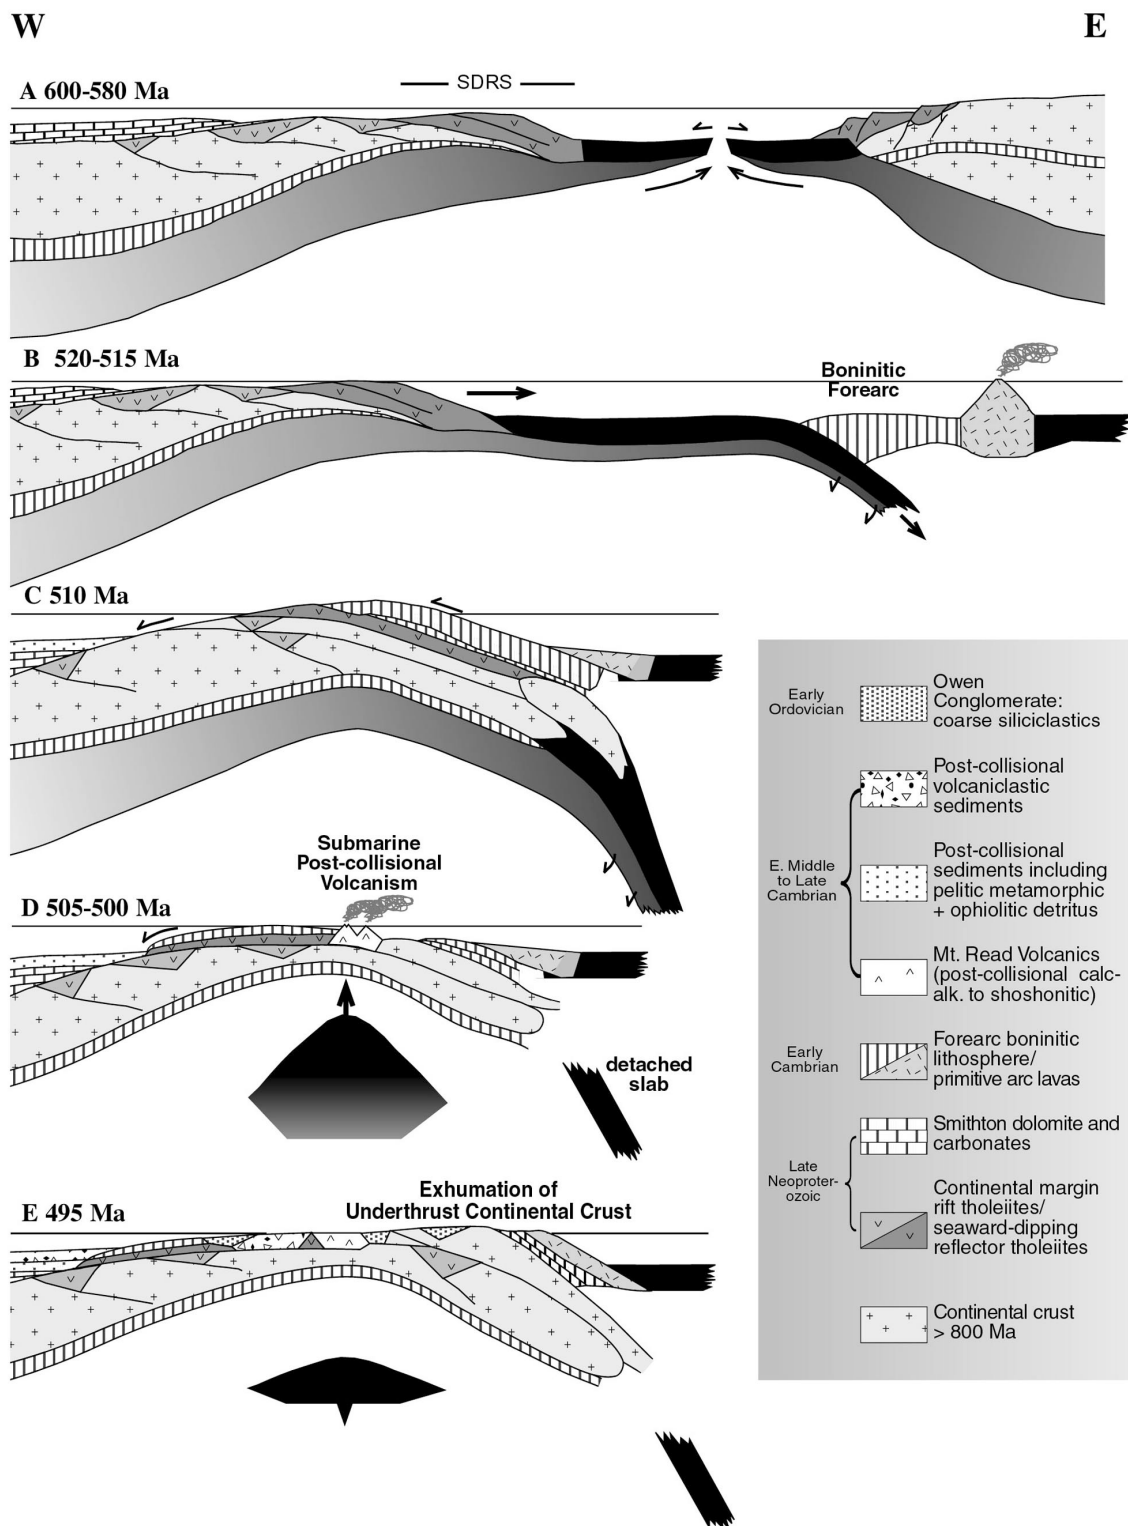 W
E
A 600-580 Ma
SDRS
B 520-515 Ma
Boninitic
Forearc
C 510 Ma
Submarine
Post-collisional
Volcanism
D 505-500 Ma
detached
slab
Exhumation of
Underthrust Continental Crust
E 495 Ma
Early
Ordovician
Owen
Conglomerate:
coarse siliciclastics
Post-collisional
volcaniclastic
sediments
E. Middle
to Late
Cambrian
Post-collisional
sediments including
pelitic metamorphic
+ ophiolitic detritus
Mt. Read Volcanics
(post-collisional calc-
alk. to shoshonitic)
Early
Cambrian
Forearc boninitic
lithosphere/
primitive arc lavas
Smithton dolomite and
carbonates
Late
Neoproter-
ozoic
Continental margin
rift tholeiites/
seaward-dipping
reflector tholeiites
Continental crust
> 800 Ma